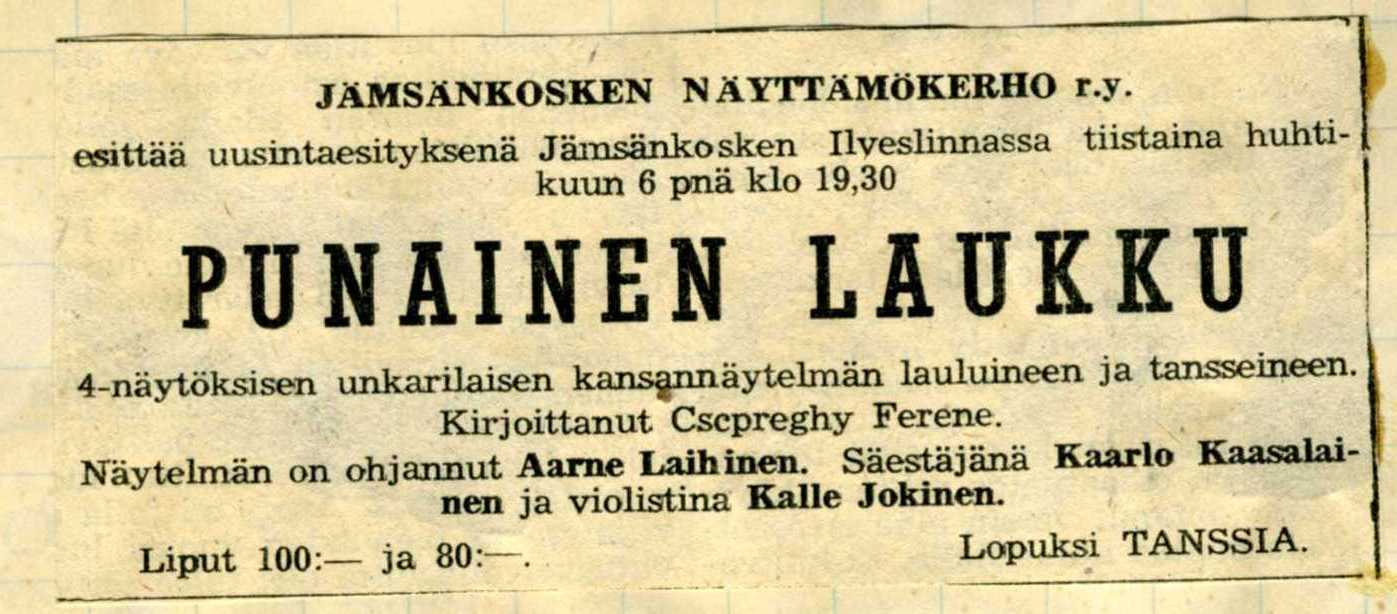 JÄMSÄNKOSKEN NÄYTTÄMÖKERHO r.y.
esittää uusintaesityksenä Jämsänkosken Ilveslinnassa tiistaina huhti-
kuun 6 pnä klo 19,30
PUNAINEN LAUKKU
4-näytöksisen unkarilaisen kansannäytelmän lauluineen ja tansseineen.
Kirjoittanut Cscpreghy Ferene.
Näytelmän on ohjannut Aarne Laihinen. Säestäjänä Kaarlo Kaasalai-
nen ja violistina Kalle Jokinen.
Liput 100:— ja 80:—. Lopuksi TANSSIA.